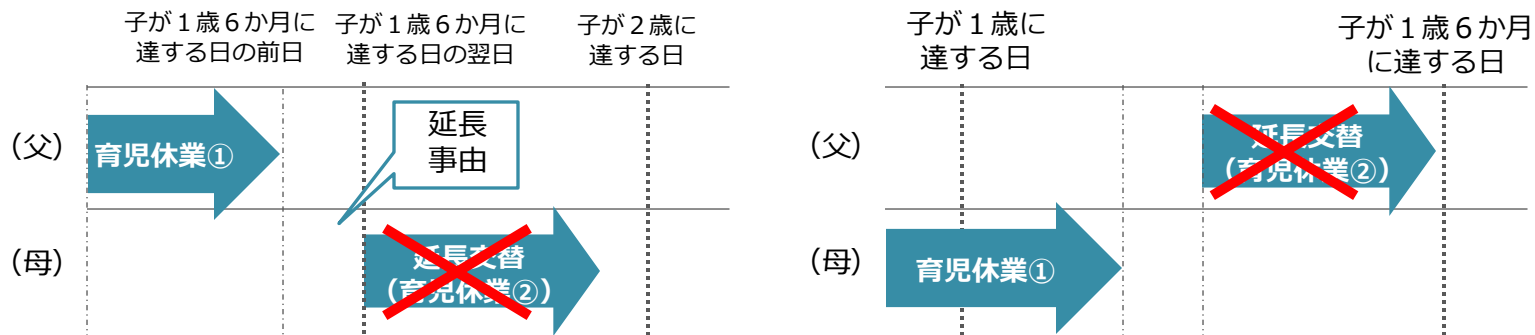 子が１歳６か月に
達する日の前日
子が１歳６か月に
達する日の翌日
子が２歳に
達する日
（父）
育児休業①
延長
事由
（母）
延長交替
（育児休業②）
子が１歳に
達する日
子が１歳６か月
に達する日
（父）
延長交替
（育児休業②）
（母）
育児休業①